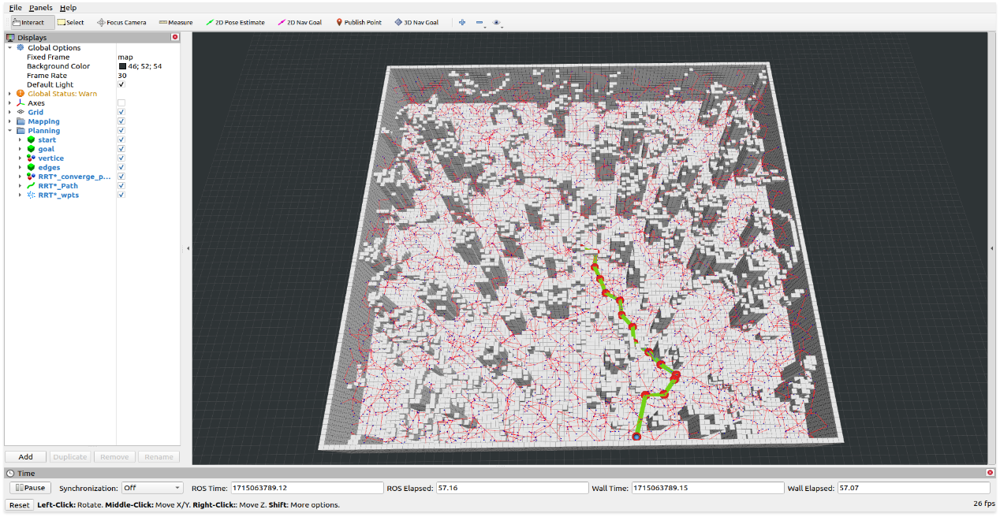 File Panels Help
Interact Select Focus Camera Measure 2D Pose Estimate 2D Nav Goal Publish Point 3D Nav Goal
Displays
Global Options
Fixed Frame map
Background Color 46; 52; 54
Frame Rate 30
Default Light
Global Status: Warn
Axes
Grid
Mapping
Planning
start
goal
vertice
edges
RRT*_converge_p...
RRT*_Path
RRT*_wpts
Add Duplicate Remove Rename
Time
Pause Synchronization: Off ROS Time: 1715063789.12 ROS Elapsed: 57.16 Wall Time: 1715063789.15 Wall Elapsed: 57.07
Reset Left-Click: Rotate. Middle-Click: Move X/Y. Right-Click:: Move Z. Shift: More options. 26 fps